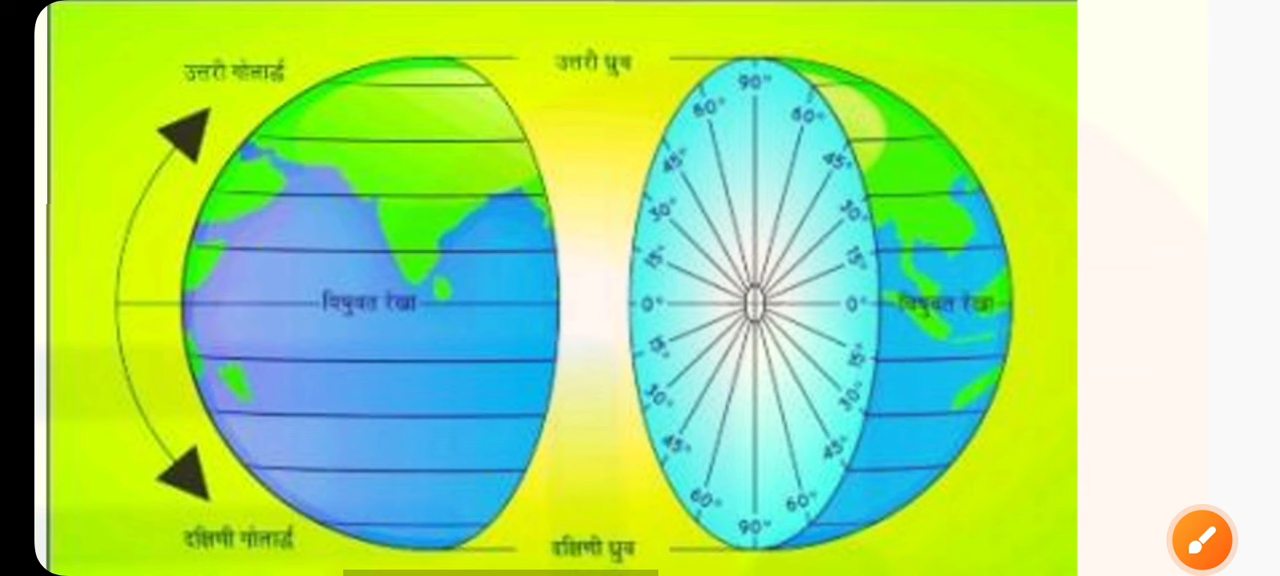 उत्तरी गोलार्द्ध
उत्तरी ध्रुव
विषुवत रेखा
दक्षिणी गोलार्द्ध
दक्षिणी ध्रुव
90°
60° 60°
45° 45°
30° 30°
15° 15°
0° 0° विषुवत रेखा
15° 15°
30° 30°
45° 45°
60° 60°
90°